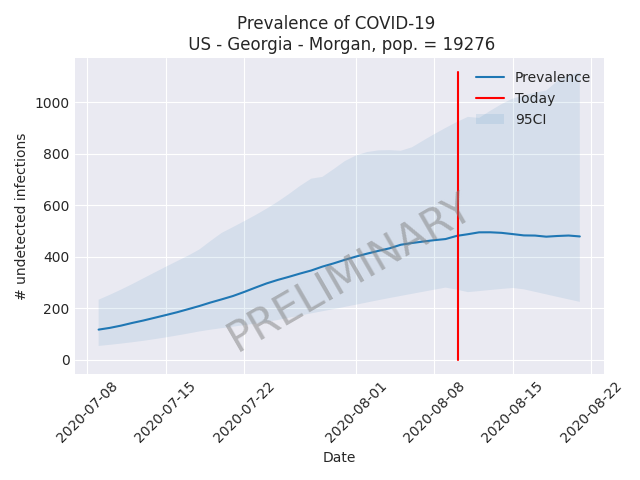 Prevalence of COVID-19
US - Georgia - Morgan, pop. = 19276
Prevalence
Today
95CI
# undetected infections
1000
800
600
400
200
0
PRELIMINARY
2020-07-08
2020-07-15
2020-07-22
2020-08-01
2020-08-08
2020-08-15
2020-08-22
Date